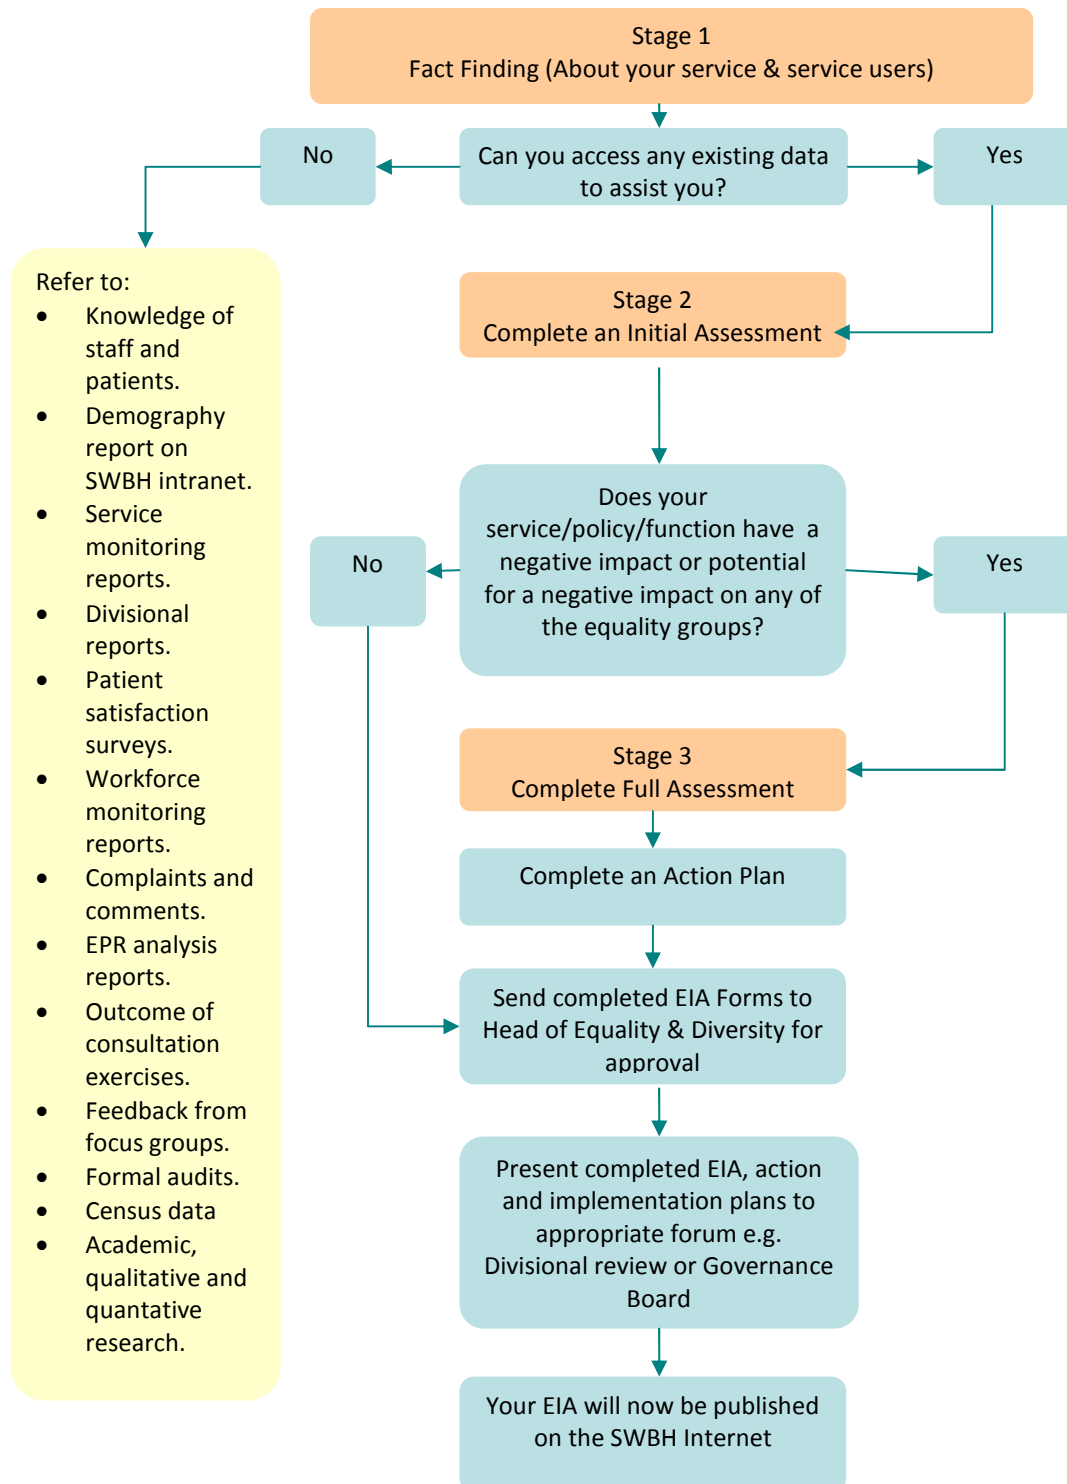 Stage 1
Fact Finding (About your service & service users)
No
Can you access any existing data
to assist you?
Yes
Refer to:
• Knowledge of
staff and
patients.
• Demography
report on
SWBH intranet.
• Service
monitoring
reports.
• Divisional
reports.
• Patient
satisfaction
surveys.
• Workforce
monitoring
reports.
• Complaints and
comments.
• EPR analysis
reports.
• Outcome of
consultation
exercises.
• Feedback from
focus groups.
• Formal audits.
• Census data
• Academic,
qualitative and
quantative
research.
Stage 2
Complete an Initial Assessment
Does your
service/policy/function have  a
negative impact or potential
for a negative impact on any of
the equality groups?
No
Yes
Stage 3
Complete Full Assessment
Complete an Action Plan
Send completed EIA Forms to
Head of Equality & Diversity for
approval
Present completed EIA, action
and implementation plans to
appropriate forum e.g.
Divisional review or Governance
Board
Your EIA will now be published
on the SWBH Internet